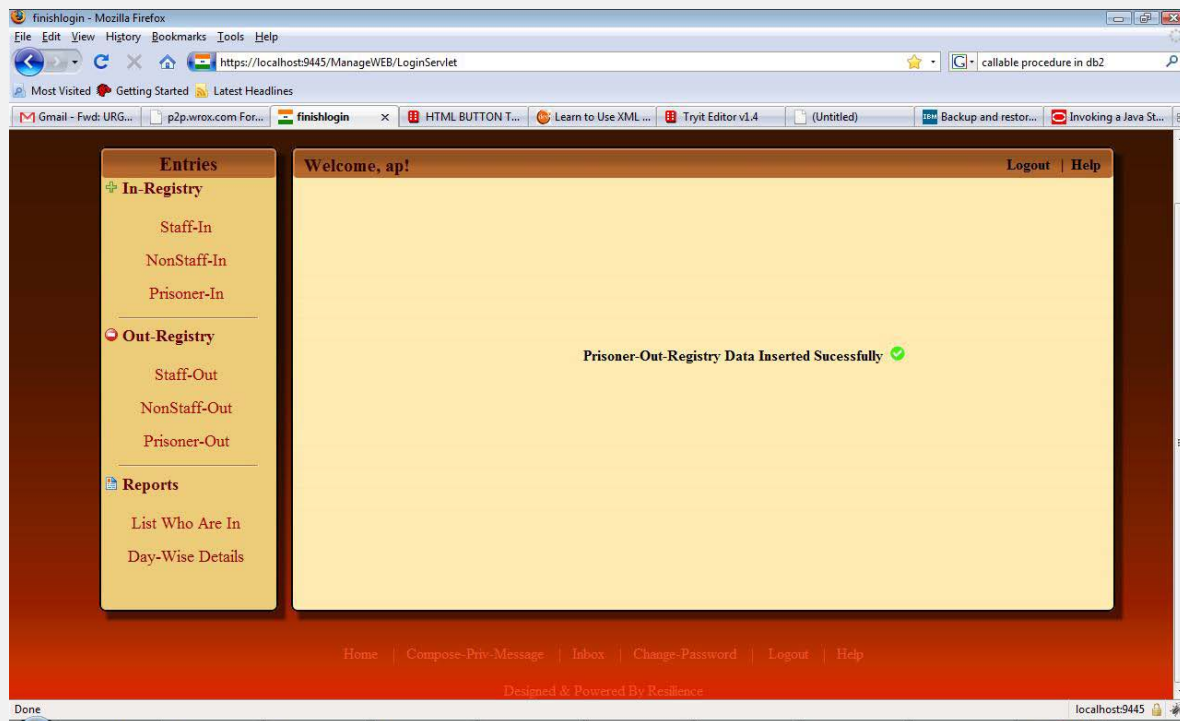 finishlogin - Mozilla Firefox
File Edit View History Bookmarks Tools Help
https://localhost:9445/ManageWEB/LoginServlet
callable procedure in db2
Most Visited Getting Started Latest Headlines
Gmail - Fwd: URG... p2p.wrox.com For... finishlogin HTML BUTTON T... Learn to Use XML ... Tryit Editor v1.4 (Untitled) Backup and restor... Invoking a Java St...
Entries
In-Registry
Staff-In
NonStaff-In
Prisoner-In
Out-Registry
Staff-Out
NonStaff-Out
Prisoner-Out
Reports
List Who Are In
Day-Wise Details
Welcome, ap!
Logout | Help
Prisoner-Out-Registry Data Inserted Sucessfully
Home | Compose-Priv-Message | Inbox | Change-Password | Logout | Help
Designed & Powered By Resilience
Done
localhost:9445